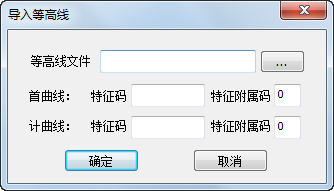 导入等高线
等高线文件 ...
首曲线： 特征码 特征附属码 0
计曲线： 特征码 特征附属码 0
确定 取消